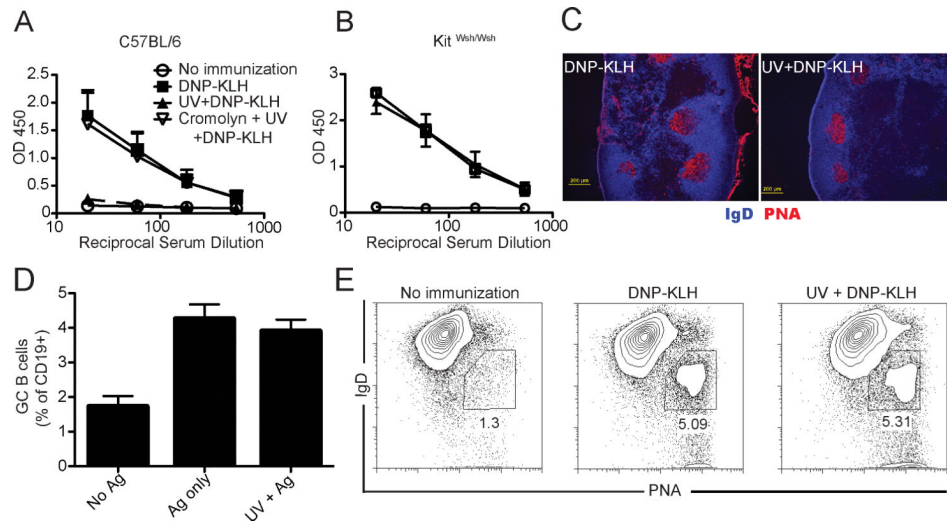 A
C57BL/6
No immunization
DNP-KLH
UV+DNP-KLH
Cromolyn + UV
+DNP-KLH
2.5
2.0
1.5
1.0
0.5
0
OD 450
10
100
1000
Reciprocal Serum Dilution
B
Kit Wsh/Wsh
3
2
1
0
OD 450
10
100
1000
Reciprocal Serum Dilution
C
DNP-KLH
UV+DNP-KLH
200 μm
200 μm
IgD PNA
D
5
4
3
2
1
0
GC B cells
(% of CD19+)
No Ag
Ag only
UV + Ag
E
No immunization
DNP-KLH
UV + DNP-KLH
1.3
5.09
5.31
IgD
PNA